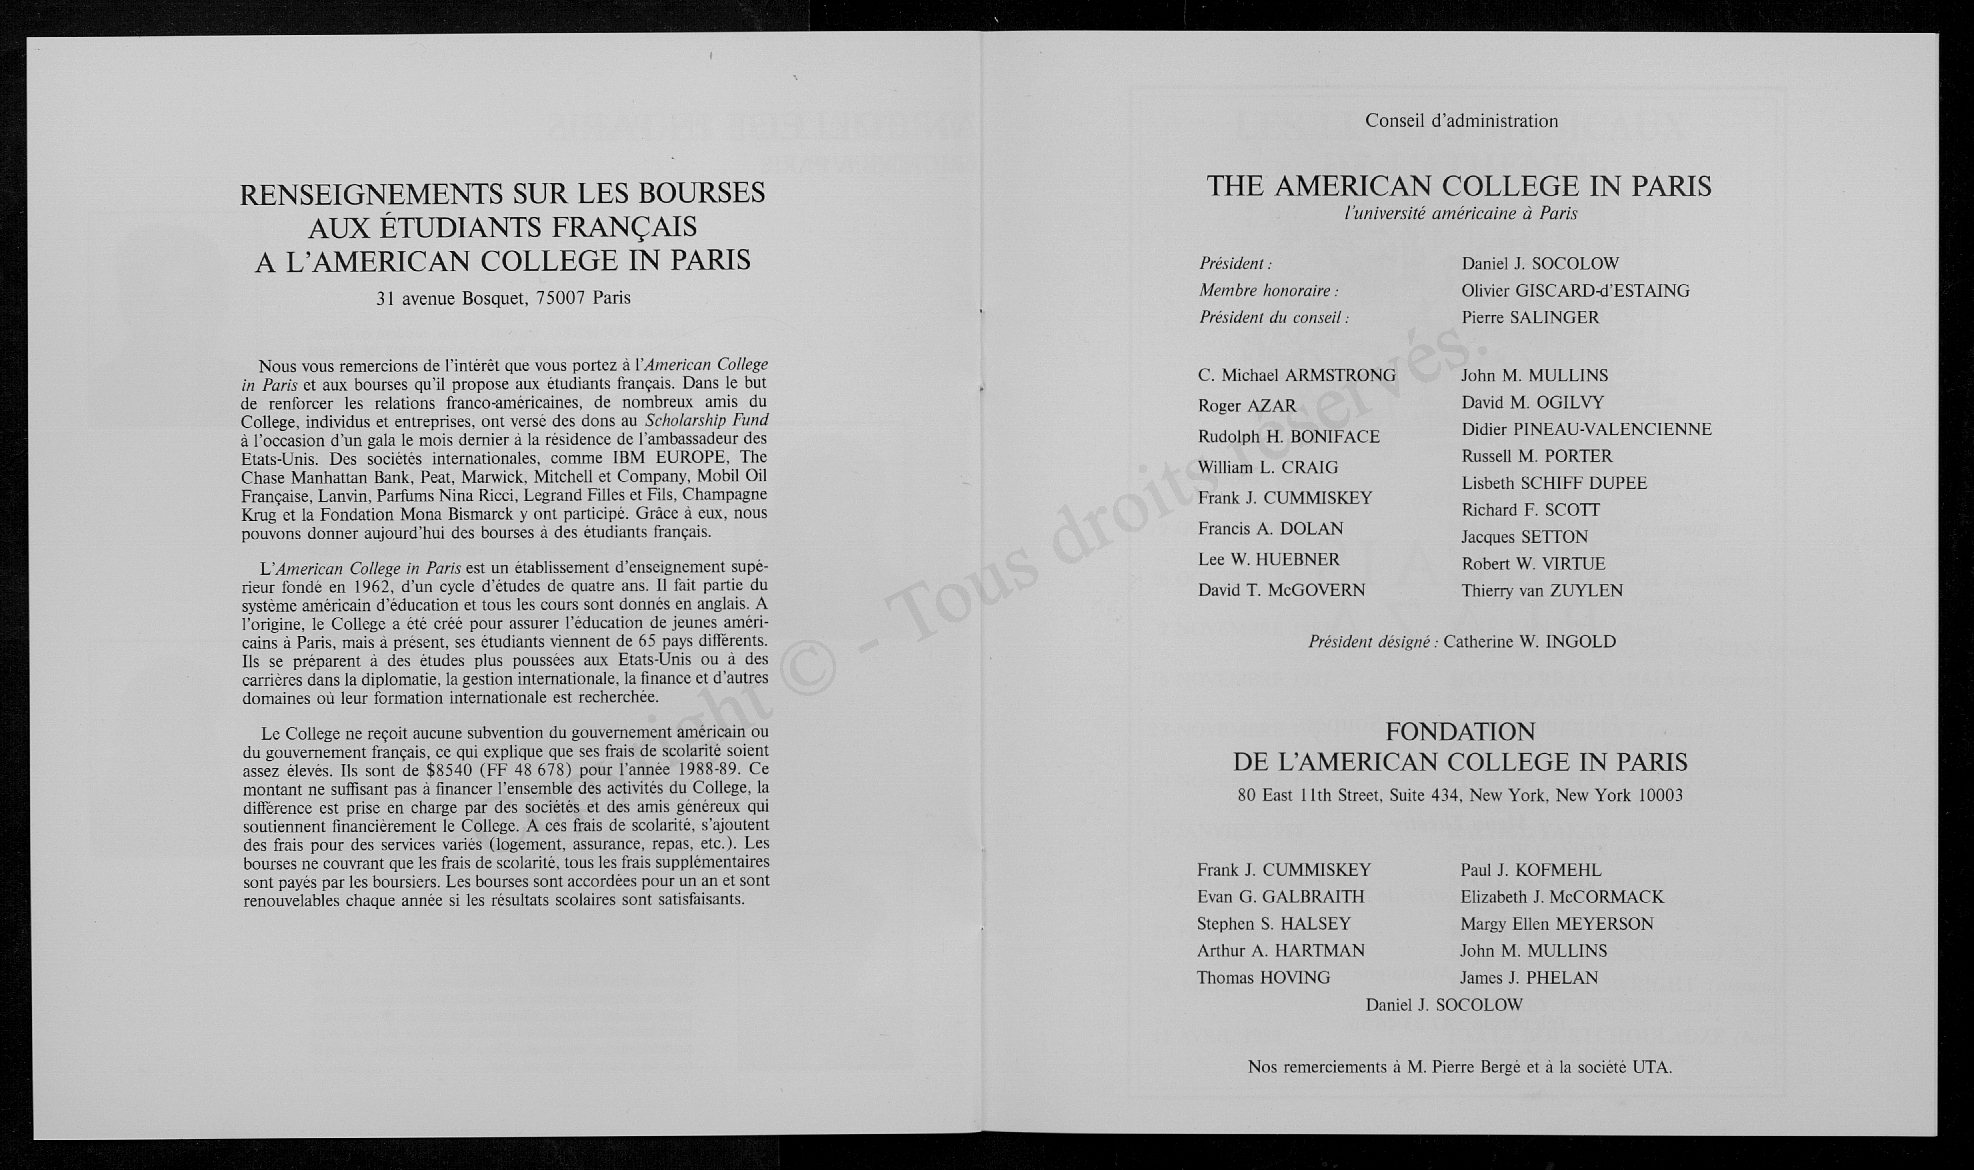 RENSEIGNEMENTS SUR LES BOURSES
AUX ÉTUDIANTS FRANÇAIS
A L'AMERICAN COLLEGE IN PARIS
31 avenue Bosquet, 75007 Paris
Nous vous remercions de l'intérêt que vous portez à l'American College
in Paris et aux bourses qu'il propose aux étudiants français. Dans le but
de renforcer les relations franco-américaines, de nombreux amis du
College, individus et entreprises, ont versé des dons au Scholarship Fund
à l'occasion d'un gala le mois dernier à la résidence de l'ambassadeur des
Etats-Unis. Des sociétés internationales, comme IBM EUROPE, The
Chase Manhattan Bank, Peat, Marwick, Mitchell et Company, Mobil Oil
Française, Lanvin, Parfums Nina Ricci, Legrand Filles et Fils, Champagne
Krug et la Fondation Mona Bismarck y ont participé. Grâce à eux, nous
pouvons donner aujourd'hui des bourses à des étudiants français.
L'American College in Paris est un établissement d'enseignement supé-
rieur fondé en 1962, d'un cycle d'études de quatre ans. Il fait partie du
système américain d'éducation et tous les cours sont donnés en anglais. A
l'origine, le College a été créé pour assurer l'éducation de jeunes améri-
cains à Paris, mais à présent, ses étudiants viennent de 65 pays différents.
Ils se préparent à des études plus poussées aux Etats-Unis ou à des
carrières dans la diplomatie, la gestion internationale, la finance et d'autres
domaines où leur formation internationale est recherchée.
Le College ne reçoit aucune subvention du gouvernement américain ou
du gouvernement français, ce qui explique que ses frais de scolarité soient
assez élevés. Ils sont de $8540 (FF 48 678) pour l'année 1988-89. Ce
montant ne suffisant pas à financer l'ensemble des activités du College, la
différence est prise en charge par des sociétés et des amis généreux qui
soutiennent financièrement le College. A ces frais de scolarité, s'ajoutent
des frais pour des services variés (logement, assurance, repas, etc.). Les
bourses ne couvrant que les frais de scolarité, tous les frais supplémentaires
sont payés par les boursiers. Les bourses sont accordées pour un an et sont
renouvelables chaque année si les résultats scolaires sont satisfaisants.
Conseil d'administration
THE AMERICAN COLLEGE IN PARIS
l'université américaine à Paris
Président : Daniel J. SOCOLOW
Membre honoraire : Olivier GISCARD-d'ESTAING
Président du conseil : Pierre SALINGER
C. Michael ARMSTRONG
Roger AZAR
Rudolph H. BONIFACE
William L. CRAIG
Frank J. CUMMISKEY
Francis A. DOLAN
Lee W. HUEBNER
David T. McGOVERN
John M. MULLINS
David M. OGILVY
Didier PINEAU-VALENCIENNE
Russell M. PORTER
Lisbeth SCHIFF DUPEE
Richard F. SCOTT
Jacques SETTON
Robert W. VIRTUE
Thierry van ZUYLEN
Président désigné : Catherine W. INGOLD
FONDATION
DE L'AMERICAN COLLEGE IN PARIS
80 East 11th Street, Suite 434, New York, New York 10003
Frank J. CUMMISKEY
Evan G. GALBRAITH
Stephen S. HALSEY
Arthur A. HARTMAN
Thomas HOVING
Paul J. KOFMEHL
Elizabeth J. McCORMACK
Margy Ellen MEYERSON
John M. MULLINS
James J. PHELAN
Daniel J. SOCOLOW
Nos remerciements à M. Pierre Bergé et à la société UTA.
Copyright © - Tous droits réservés.